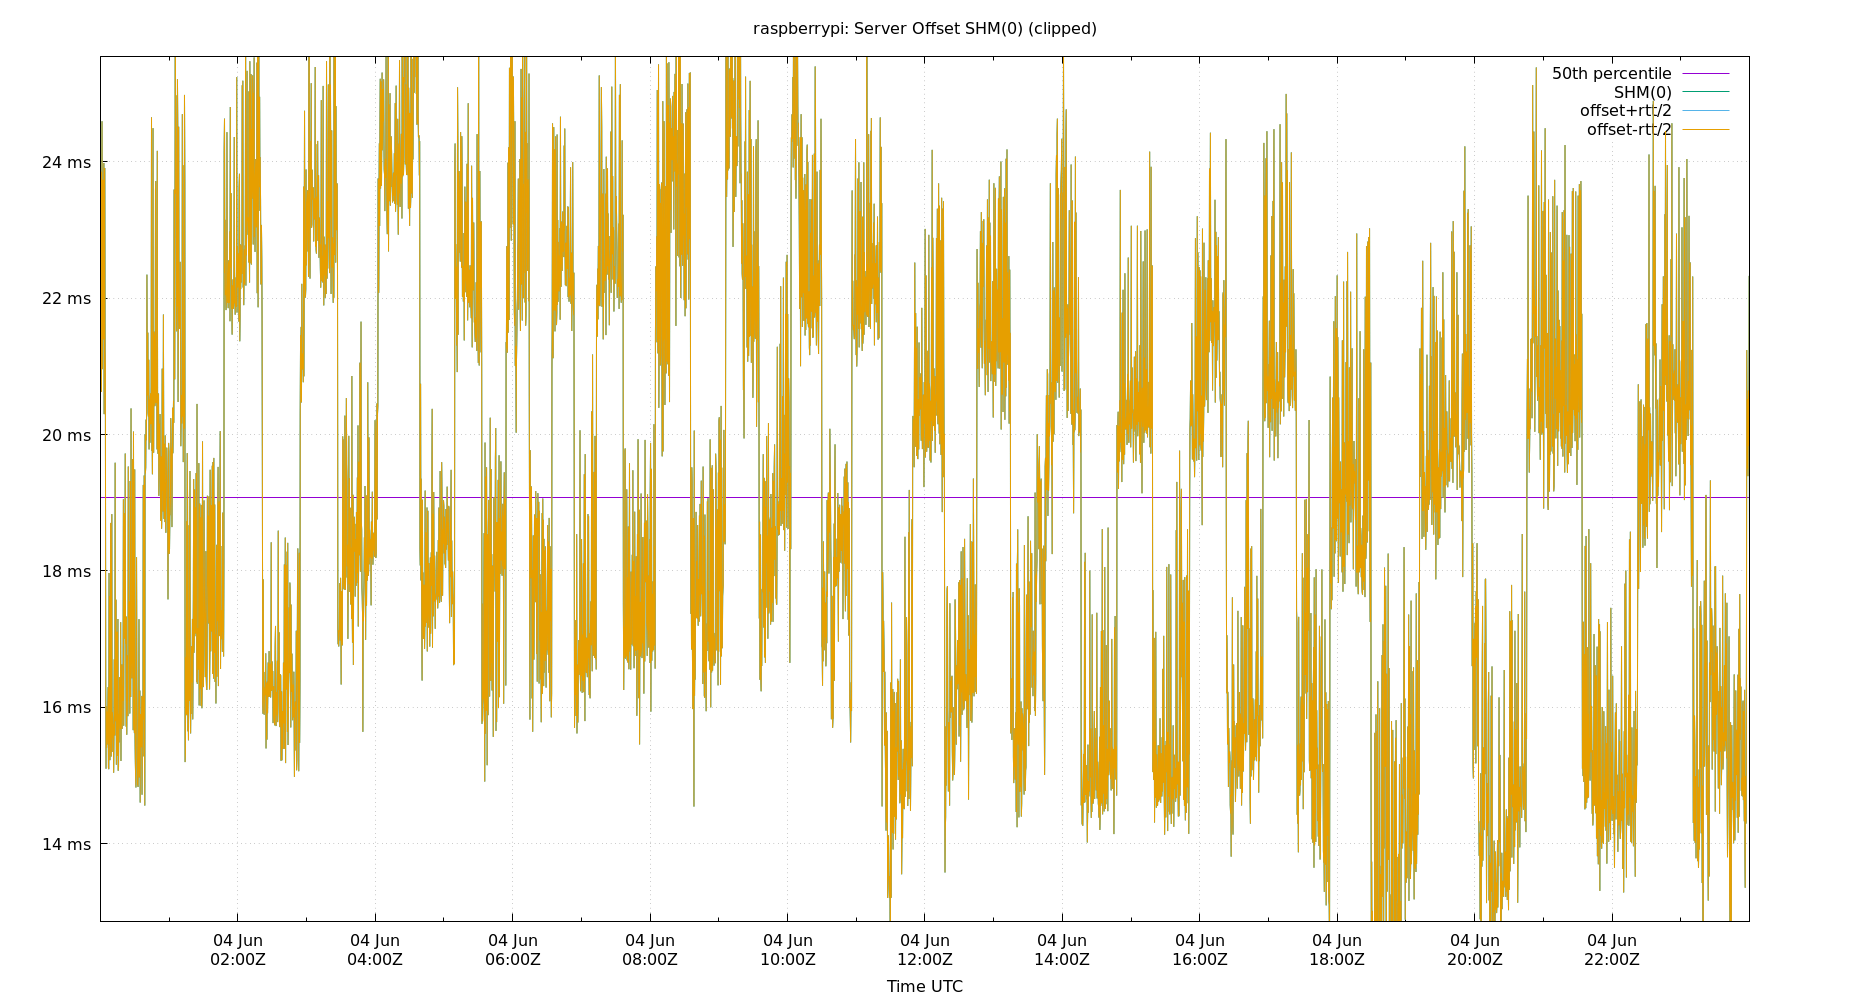 raspberrypi: Server Offset SHM(0) (clipped)
50th percentile
SHM(0)
offset+rtt/2
offset-rtt/2
24 ms
22 ms
20 ms
18 ms
16 ms
14 ms
04 Jun 04 Jun 04 Jun 04 Jun 04 Jun 04 Jun 04 Jun 04 Jun 04 Jun 04 Jun 04 Jun
02:00Z 04:00Z 06:00Z 08:00Z 10:00Z 12:00Z 14:00Z 16:00Z 18:00Z 20:00Z 22:00Z
Time UTC